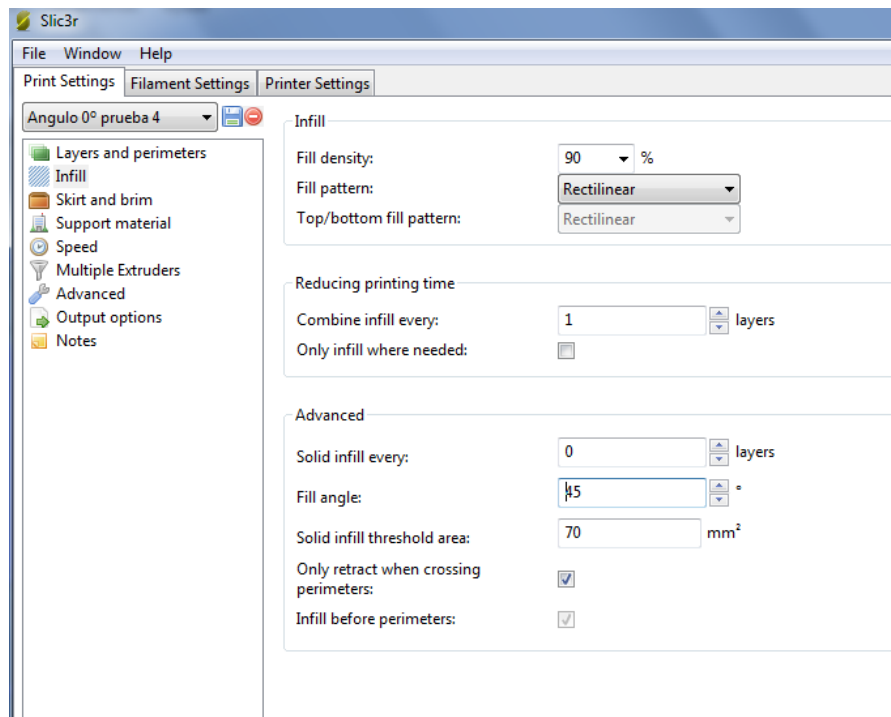 Slic3r
File Window Help
Print Settings Filament Settings Printer Settings
Angulo 0º prueba 4
Layers and perimeters
Infill
Skirt and brim
Support material
Speed
Multiple Extruders
Advanced
Output options
Notes
Infill
Fill density: 90 %
Fill pattern: Rectilinear
Top/bottom fill pattern: Rectilinear
Reducing printing time
Combine infill every: 1 layers
Only infill where needed:
Advanced
Solid infill every: 0 layers
Fill angle: 45 °
Solid infill threshold area: 70 mm²
Only retract when crossing
perimeters:
Infill before perimeters: